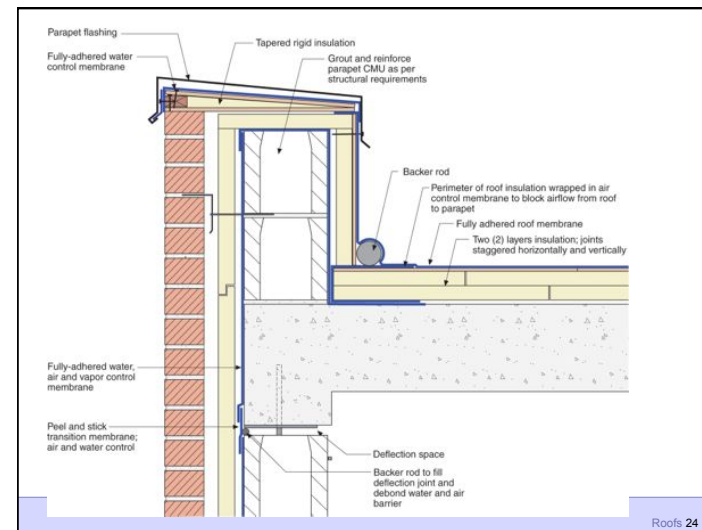 Parapet flashing
Fully-adhered water
control membrane
Tapered rigid insulation
Grout and reinforce
parapet CMU as per
structural requirements
Backer rod
Perimeter of roof insulation wrapped in air
control membrane to block airflow from roof
to parapet
Fully adhered roof membrane
Two (2) layers insulation; joints
staggered horizontally and vertically
Fully-adhered water,
air and vapor control
membrane
Peel and stick
transition membrane;
air and water control
Deflection space
Backer rod to fill
deflection joint and
debond water and air
barrier
Roofs 24